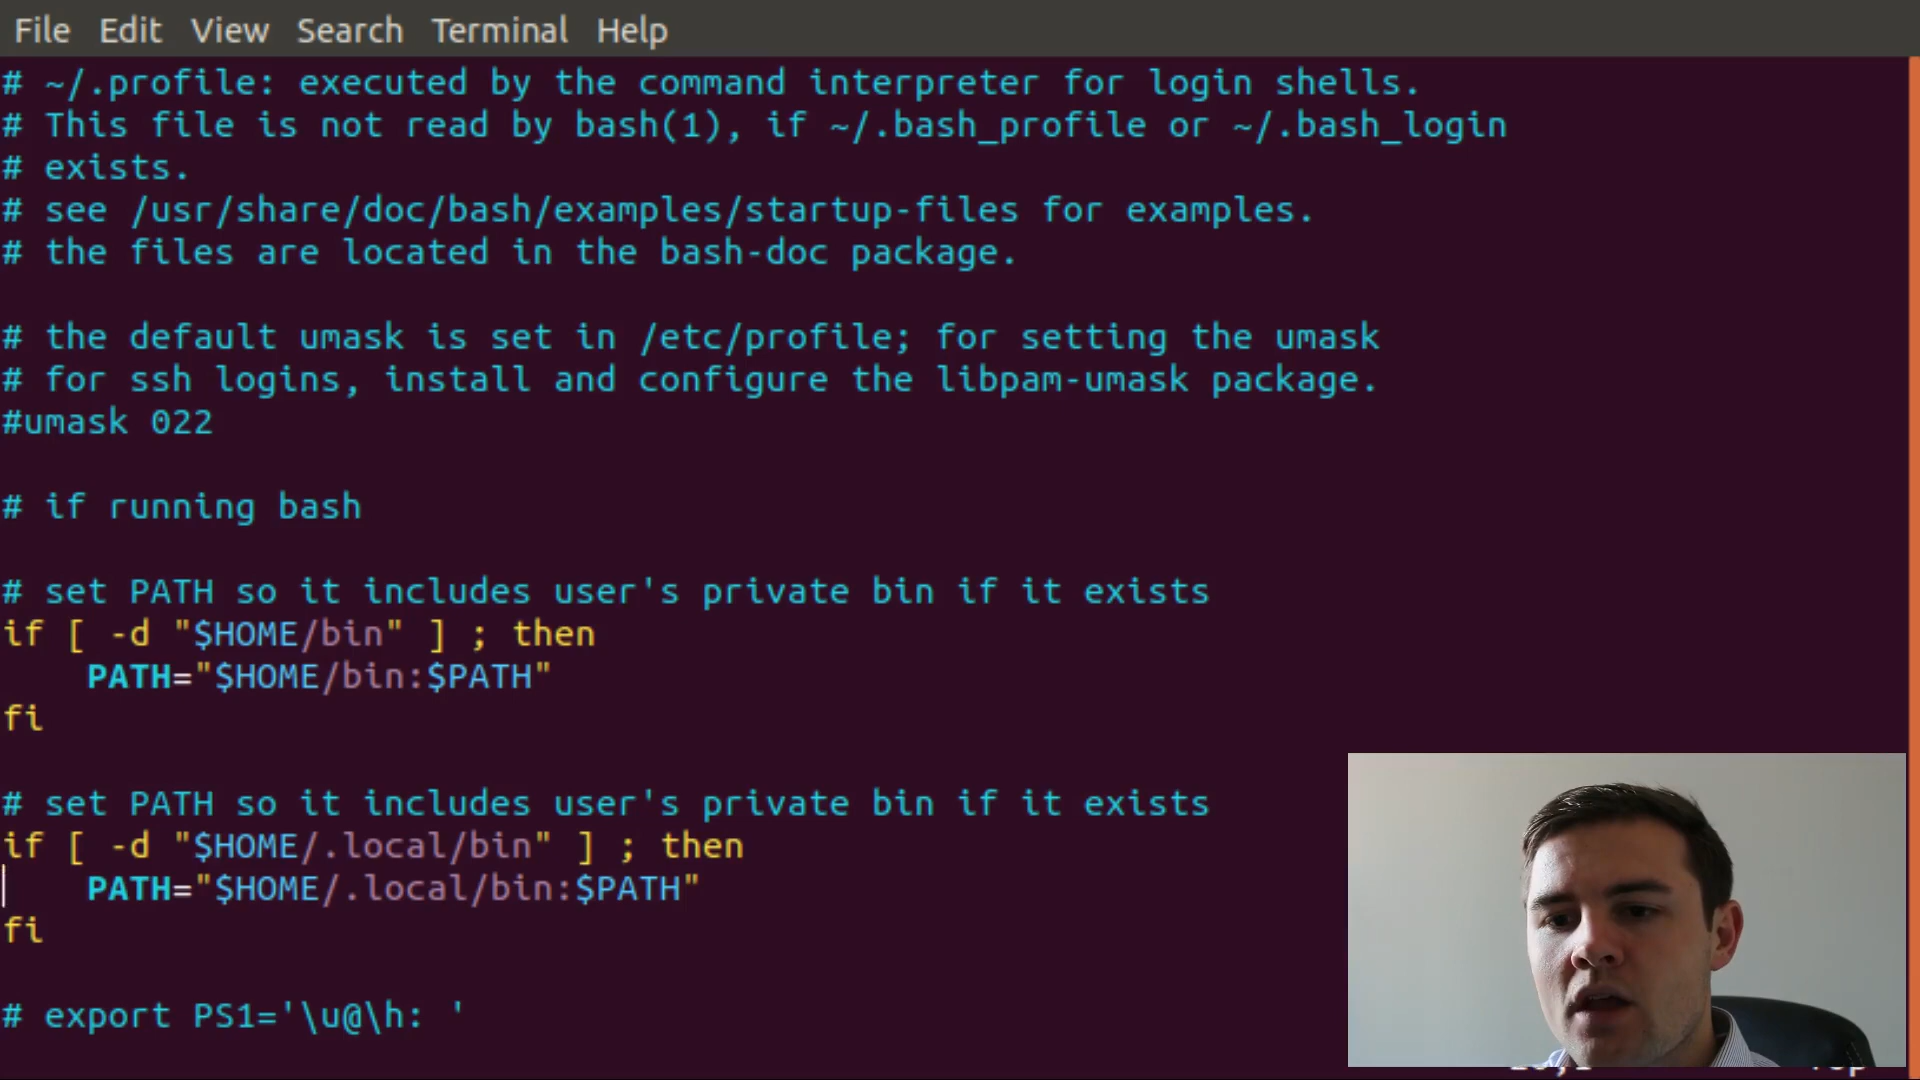 File Edit View Search Terminal Help
# ~/.profile: executed by the command interpreter for login shells.
# This file is not read by bash(1), if ~/.bash_profile or ~/.bash_login
# exists.
# see /usr/share/doc/bash/examples/startup-files for examples.
# the files are located in the bash-doc package.
# the default umask is set in /etc/profile; for setting the umask
# for ssh logins, install and configure the libpam-umask package.
#umask 022
# if running bash
# set PATH so it includes user's private bin if it exists
if [ -d "$HOME/bin" ] ; then
    PATH="$HOME/bin:$PATH"
fi
# set PATH so it includes user's private bin if it exists
if [ -d "$HOME/.local/bin" ] ; then
    PATH="$HOME/.local/bin:$PATH"
fi
# export PS1='\u@\h: '